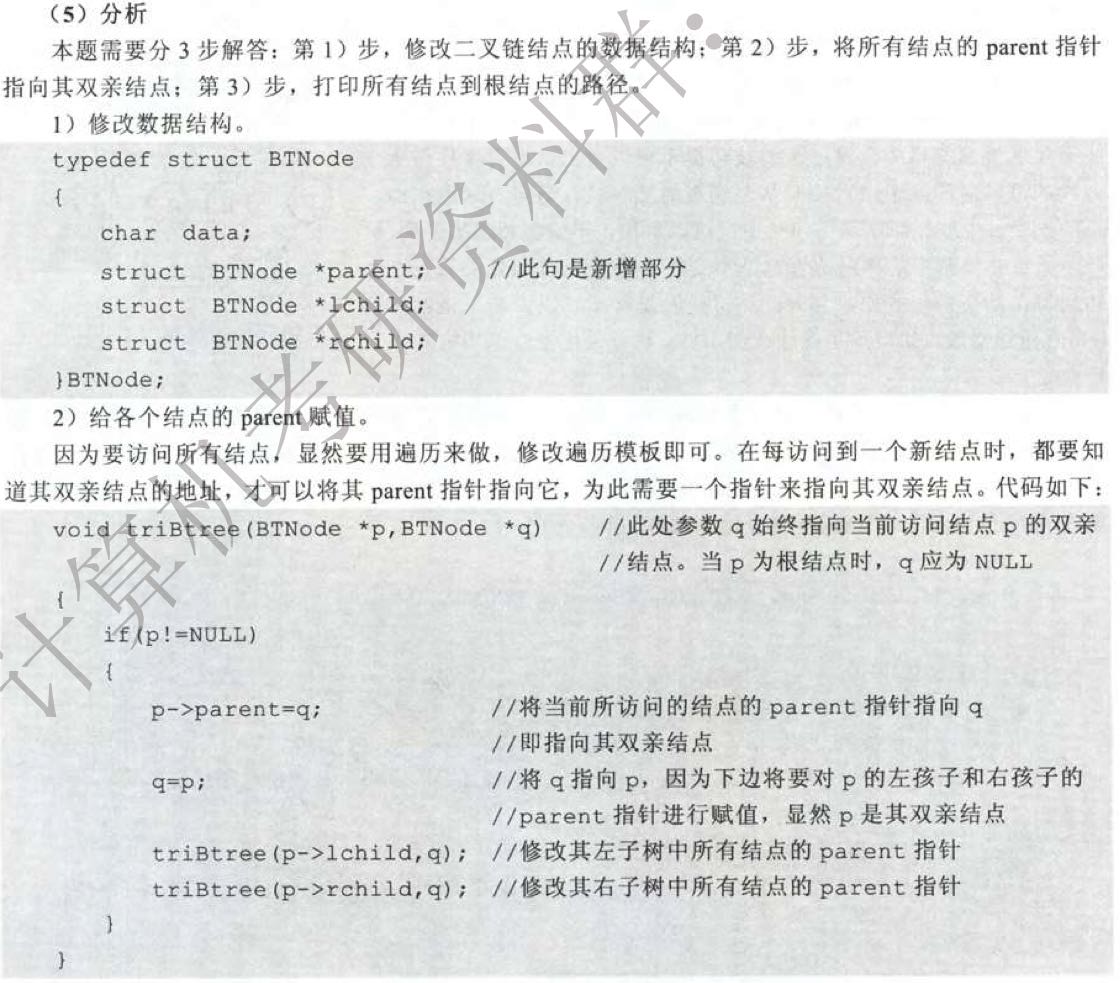 （5）分析
本题需要分 3 步解答：第 1）步，修改二叉链结点的数据结构；第 2）步，将所有结点的 parent 指针
指向其双亲结点；第 3）步，打印所有结点到根结点的路径。
1）修改数据结构。
typedef struct BTNode
{
char data;
struct BTNode *parent; //此句是新增部分
struct BTNode *lchild;
struct BTNode *rchild;
}BTNode;
2）给各个结点的 parent 赋值。
因为要访问所有结点，显然要用遍历来做，修改遍历模板即可。在每访问到一个新结点时，都要知
道其双亲结点的地址，才可以将其 parent 指针指向它，为此需要一个指针来指向其双亲结点。代码如下：
void triBtree(BTNode *p,BTNode *q) //此处参数 q 始终指向当前访问结点 p 的双亲
//结点。当 p 为根结点时，q 应为 NULL
{
if(p!=NULL)
{
p->parent=q; //将当前所访问的结点的 parent 指针指向 q
//即指向其双亲结点
q=p; //将 q 指向 p，因为下边将要对 p 的左孩子和右孩子的
//parent 指针进行赋值，显然 p 是其双亲结点
triBtree(p->lchild,q); //修改其左子树中所有结点的 parent 指针
triBtree(p->rchild,q); //修改其右子树中所有结点的 parent 指针
}
}
计算机考研资料群：